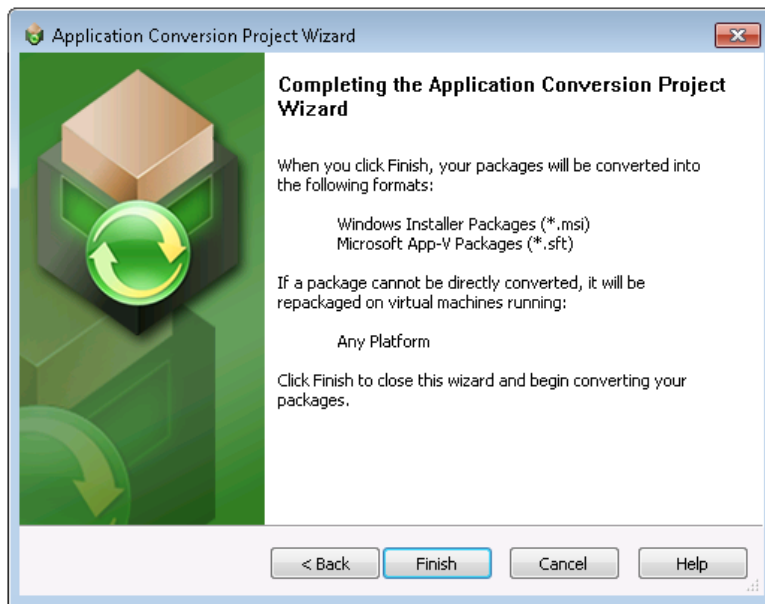 Application Conversion Project Wizard
Completing the Application Conversion Project
Wizard
When you click Finish, your packages will be converted into
the following formats:
Windows Installer Packages (*.msi)
Microsoft App-V Packages (*.sft)
If a package cannot be directly converted, it will be
repackaged on virtual machines running:
Any Platform
Click Finish to close this wizard and begin converting your
packages.
< Back
Finish
Cancel
Help